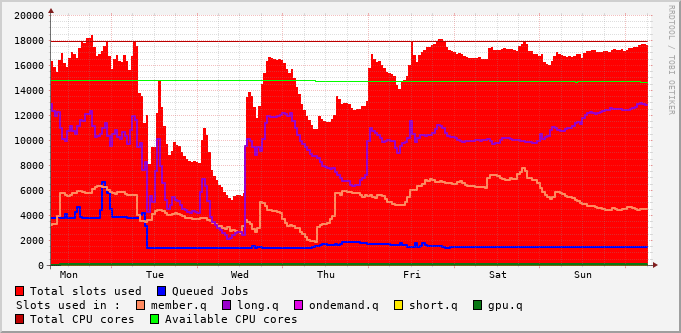 20000
18000
16000
14000
12000
10000
8000
6000
4000
2000
0
Mon Tue Wed Thu Fri Sat Sun
RRDTOOL / TOBI OETIKER
Total slots used Queued Jobs
Slots used in : member.q long.q ondemand.q short.q gpu.q
Total CPU cores Available CPU cores